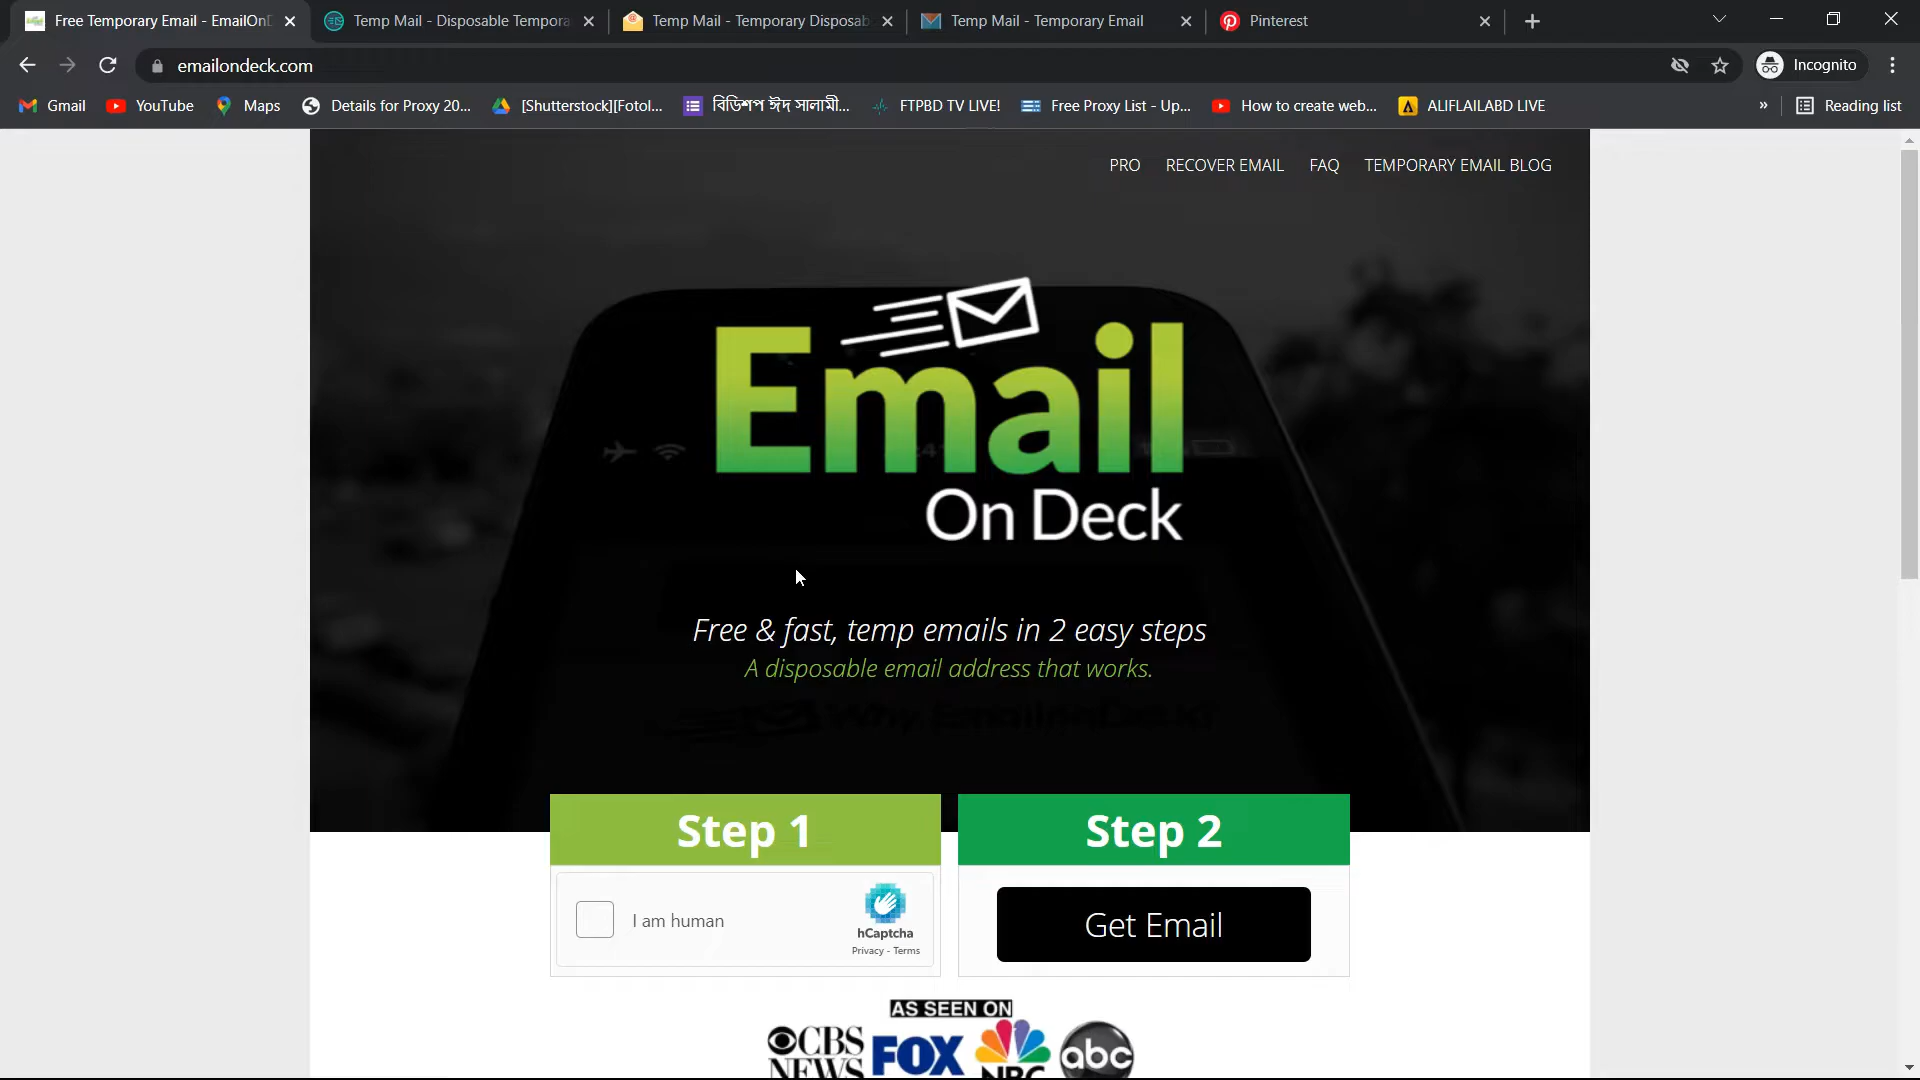 Free Temporary Email - EmailOnD
Temp Mail - Disposable Tempora
Temp Mail - Temporary Disposab
Temp Mail - Temporary Email
Pinterest
emailondeck.com
Incognito
Gmail
YouTube
Maps
Details for Proxy 20...
[Shutterstock][Fotol...
বিডিশপ ঈদ সালামী...
FTPBD TV LIVE!
Free Proxy List - Up...
How to create web...
ALIFLAILABD LIVE
»
Reading list
PRO
RECOVER EMAIL
FAQ
TEMPORARY EMAIL BLOG
Email
On Deck
Free & fast, temp emails in 2 easy steps
A disposable email address that works.
Step 1
Step 2
I am human
hCaptcha
Privacy - Terms
Get Email
AS SEEN ON
CBS
NEWS
FOX
NBC
abc